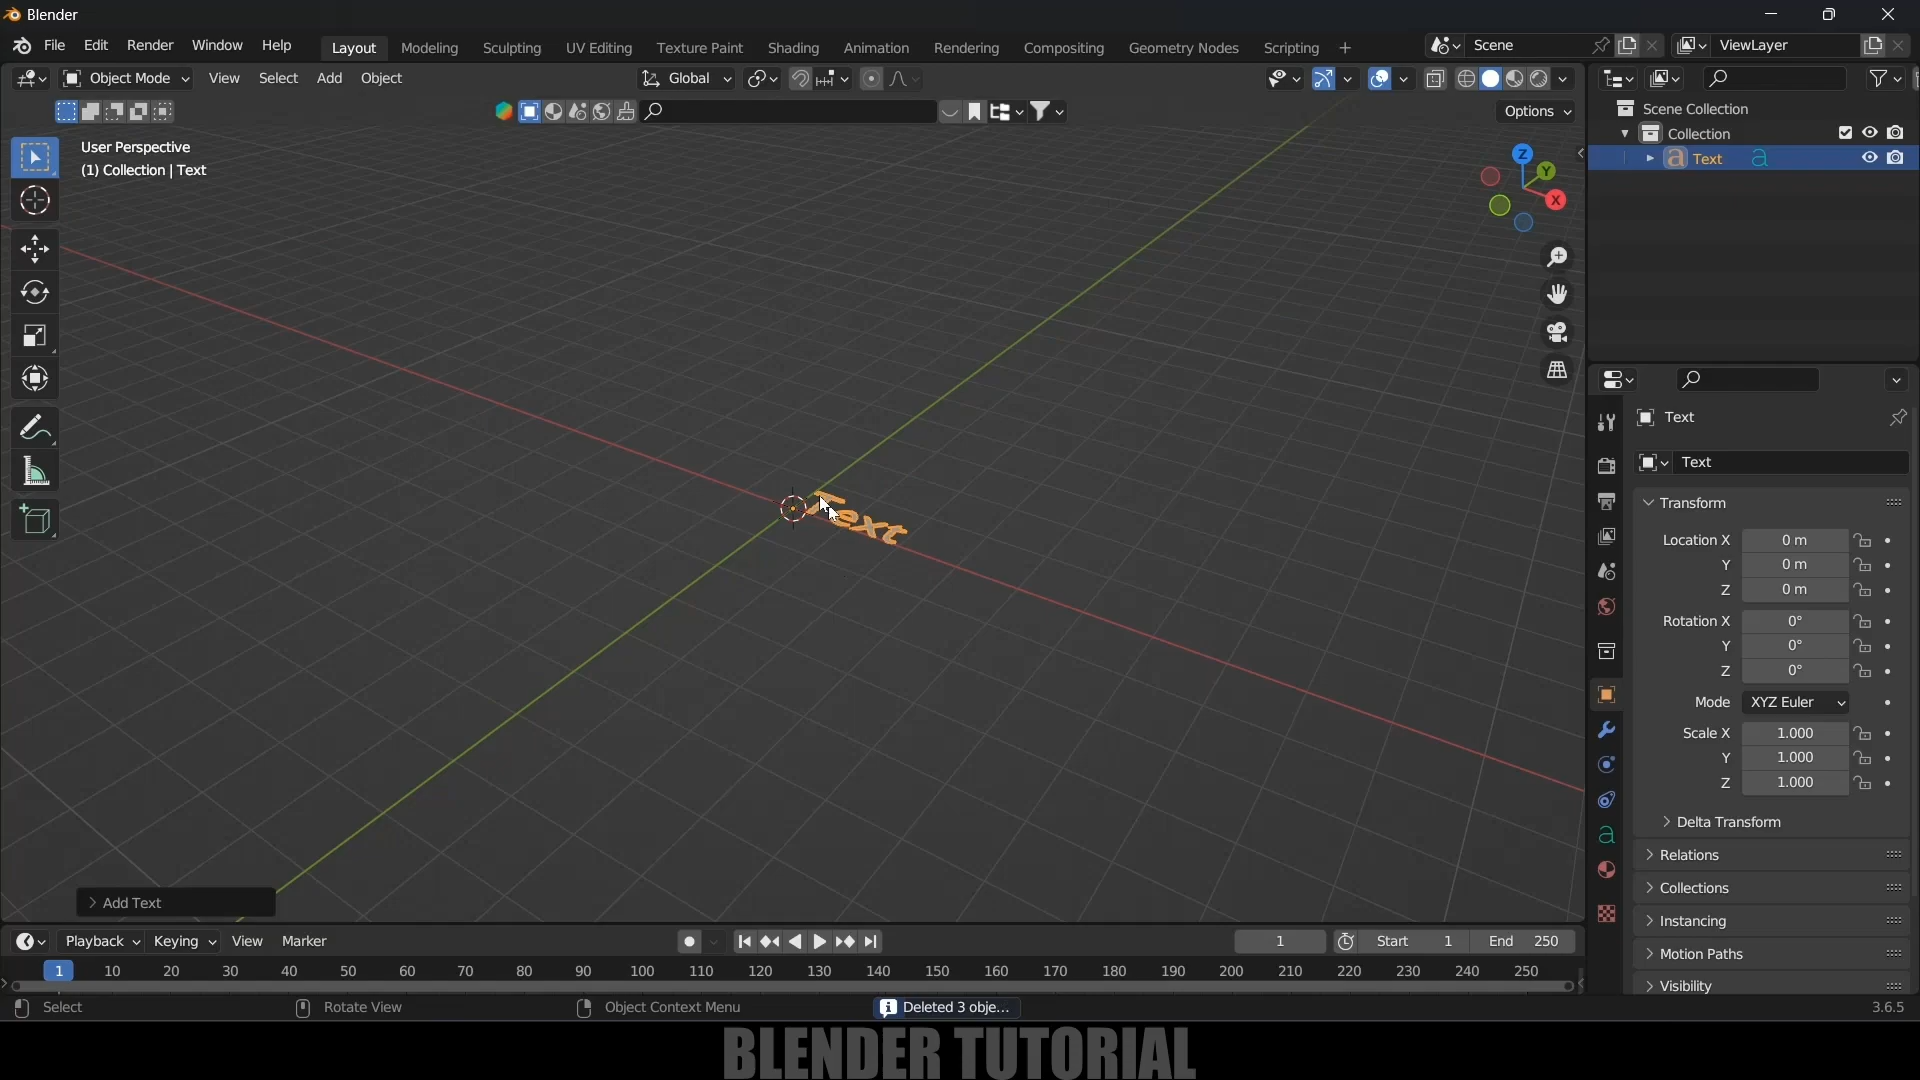 Blender
File Edit Render Window Help Layout Modeling Sculpting UV Editing Texture Paint Shading Animation Rendering Compositing Geometry Nodes Scripting + Scene ViewLayer
Object Mode View Select Add Object Global
Options
User Perspective
(1) Collection | Text
Z
Y
X
Text
Scene Collection
Collection
Text
Text
Text
Transform
Location X 0 m
Y 0 m
Z 0 m
Rotation X 0°
Y 0°
Z 0°
Mode XYZ Euler
Scale X 1.000
Y 1.000
Z 1.000
Delta Transform
Relations
Collections
Instancing
Motion Paths
Visibility
Add Text
Playback Keying View Marker 1 Start 1 End 250
1 10 20 30 40 50 60 70 80 90 100 110 120 130 140 150 160 170 180 190 200 210 220 230 240 250
Select Rotate View Object Context Menu Deleted 3 obje... 3.6.5
BLENDER TUTORIAL